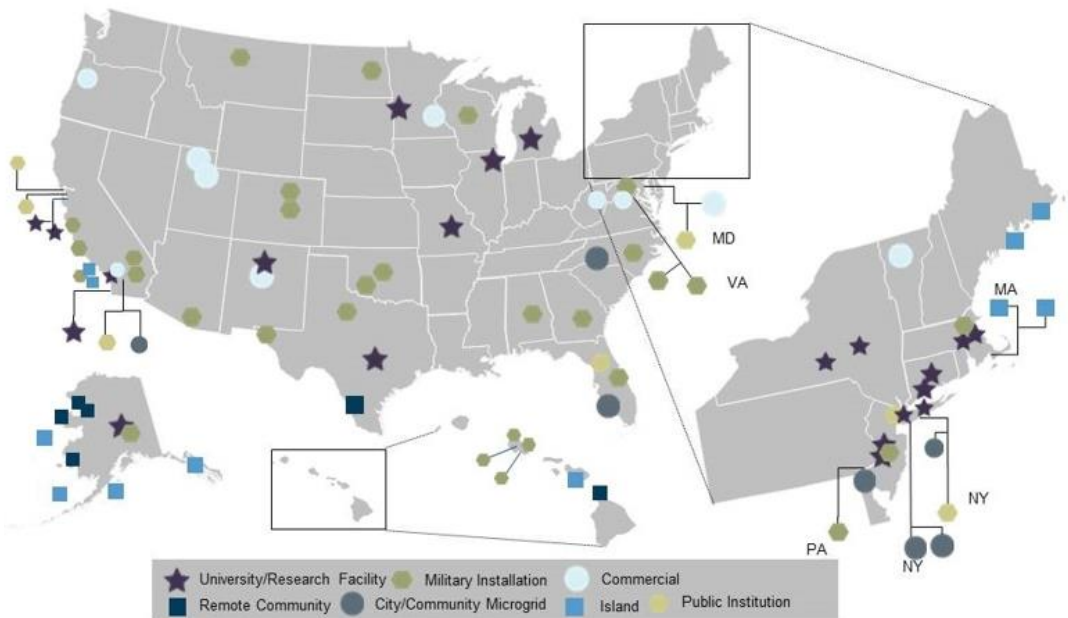 MD
VA
MA
NY
PA
NY
University/Research Facility
Military Installation
Commercial
Remote Community
City/Community Microgrid
Island
Public Institution